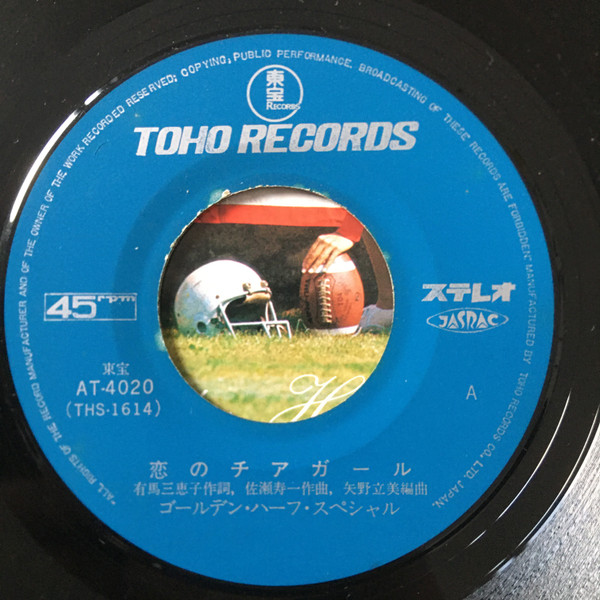 *ALL RIGHTS OF THE RECORD MANUFACTURER AND OF THE OWNER OF THE WORK RECORDED RESERVED; COPYING, PUBLIC PERFORMANCE, BROADCASTING OF THESE RECORDS ARE FORBIDDEN! MANUFACTURED BY TOHO RECORDS CO., LTD. JAPAN.
東宝
RECORDS
TOHO RECORDS
45rpm
ステレオ
JASRAC
東宝
AT-4020
(THS·1614)
A
H
恋のチアガール
有馬三恵子作詞, 佐瀬寿一作曲, 矢野立美編曲
ゴールデン・ハーフ・スペシャル